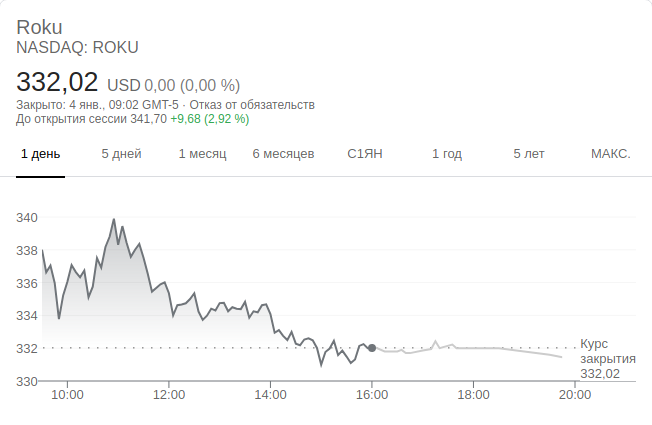 Roku
NASDAQ: ROKU
332,02 USD 0,00 (0,00 %)
Закрыто: 4 янв., 09:02 GMT-5 · Отказ от обязательств
До открытия сессии 341,70 +9,68 (2,92 %)
1 день 5 дней 1 месяц 6 месяцев С1ЯН 1 год 5 лет МАКС.
340
338
336
334
332
330
Курс
закрытия
332,02
10:00 12:00 14:00 16:00 18:00 20:00